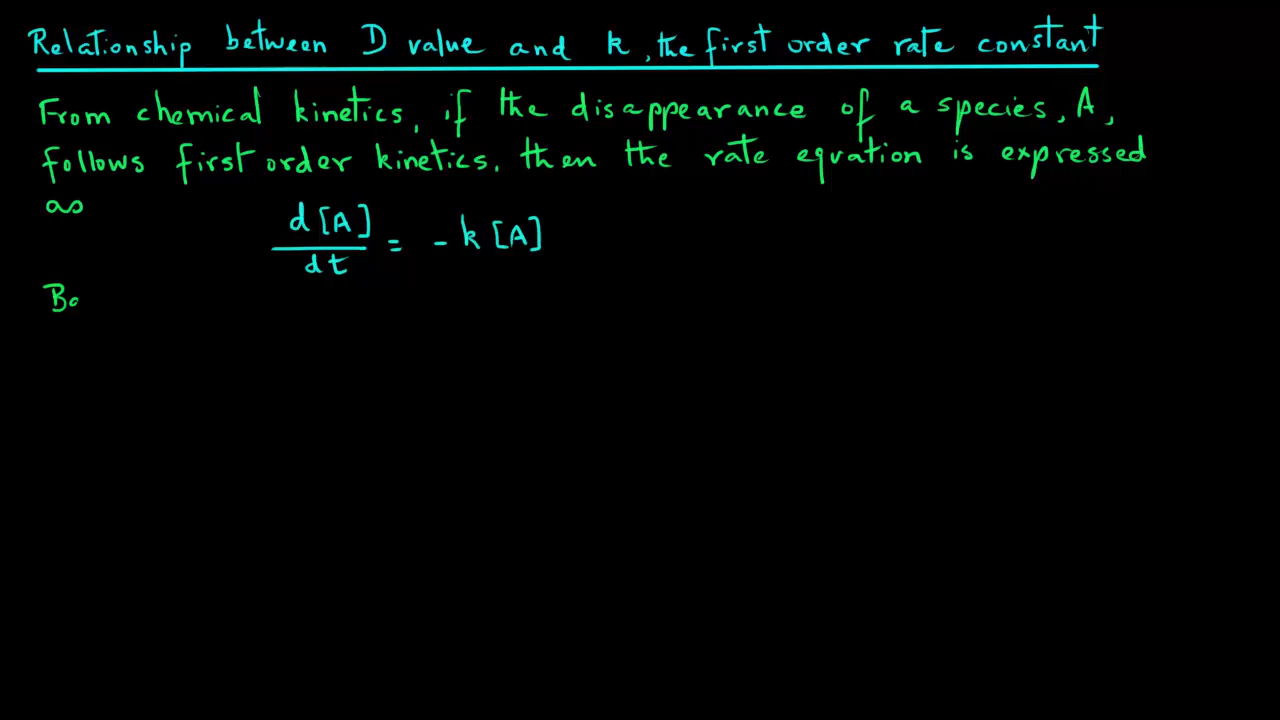 Relationship between D value and k, the first order rate constant
From chemical kinetics, if the disappearance of a species, A,
follows first order kinetics, then the rate equation is expressed
as
d[A]/dt = -k[A]
Be